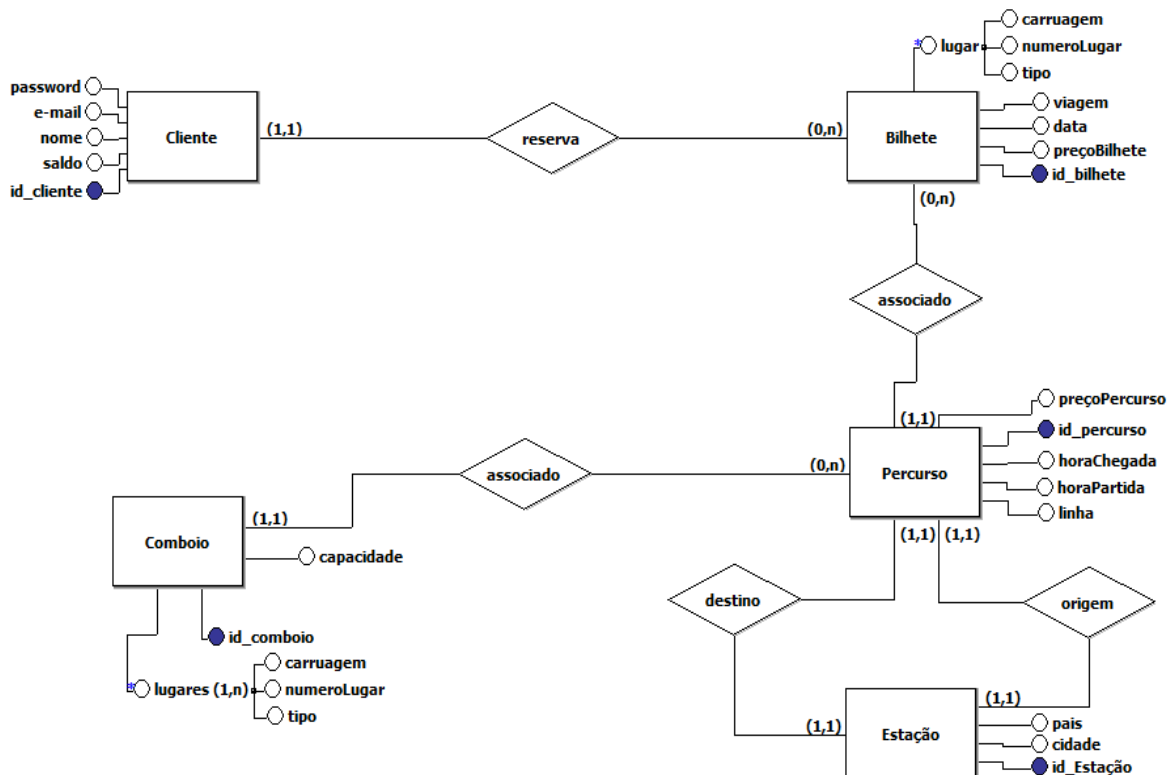 carruagem
* lugar
numeroLugar
tipo
password
e-mail
nome
saldo
id_cliente
Cliente
(1,1)
reserva
(0,n)
Bilhete
viagem
data
preçoBilhete
id_bilhete
(0,n)
associado
preçoPercurso
(1,1)
id_percurso
horaChegada
horaPartida
linha
Percurso
(0,n)
associado
(1,1)
Comboio
capacidade
id_comboio
* lugares (1,n)
carruagem
numeroLugar
tipo
(1,1)
(1,1)
destino
origem
(1,1)
(1,1)
Estação
pais
cidade
id_Estação